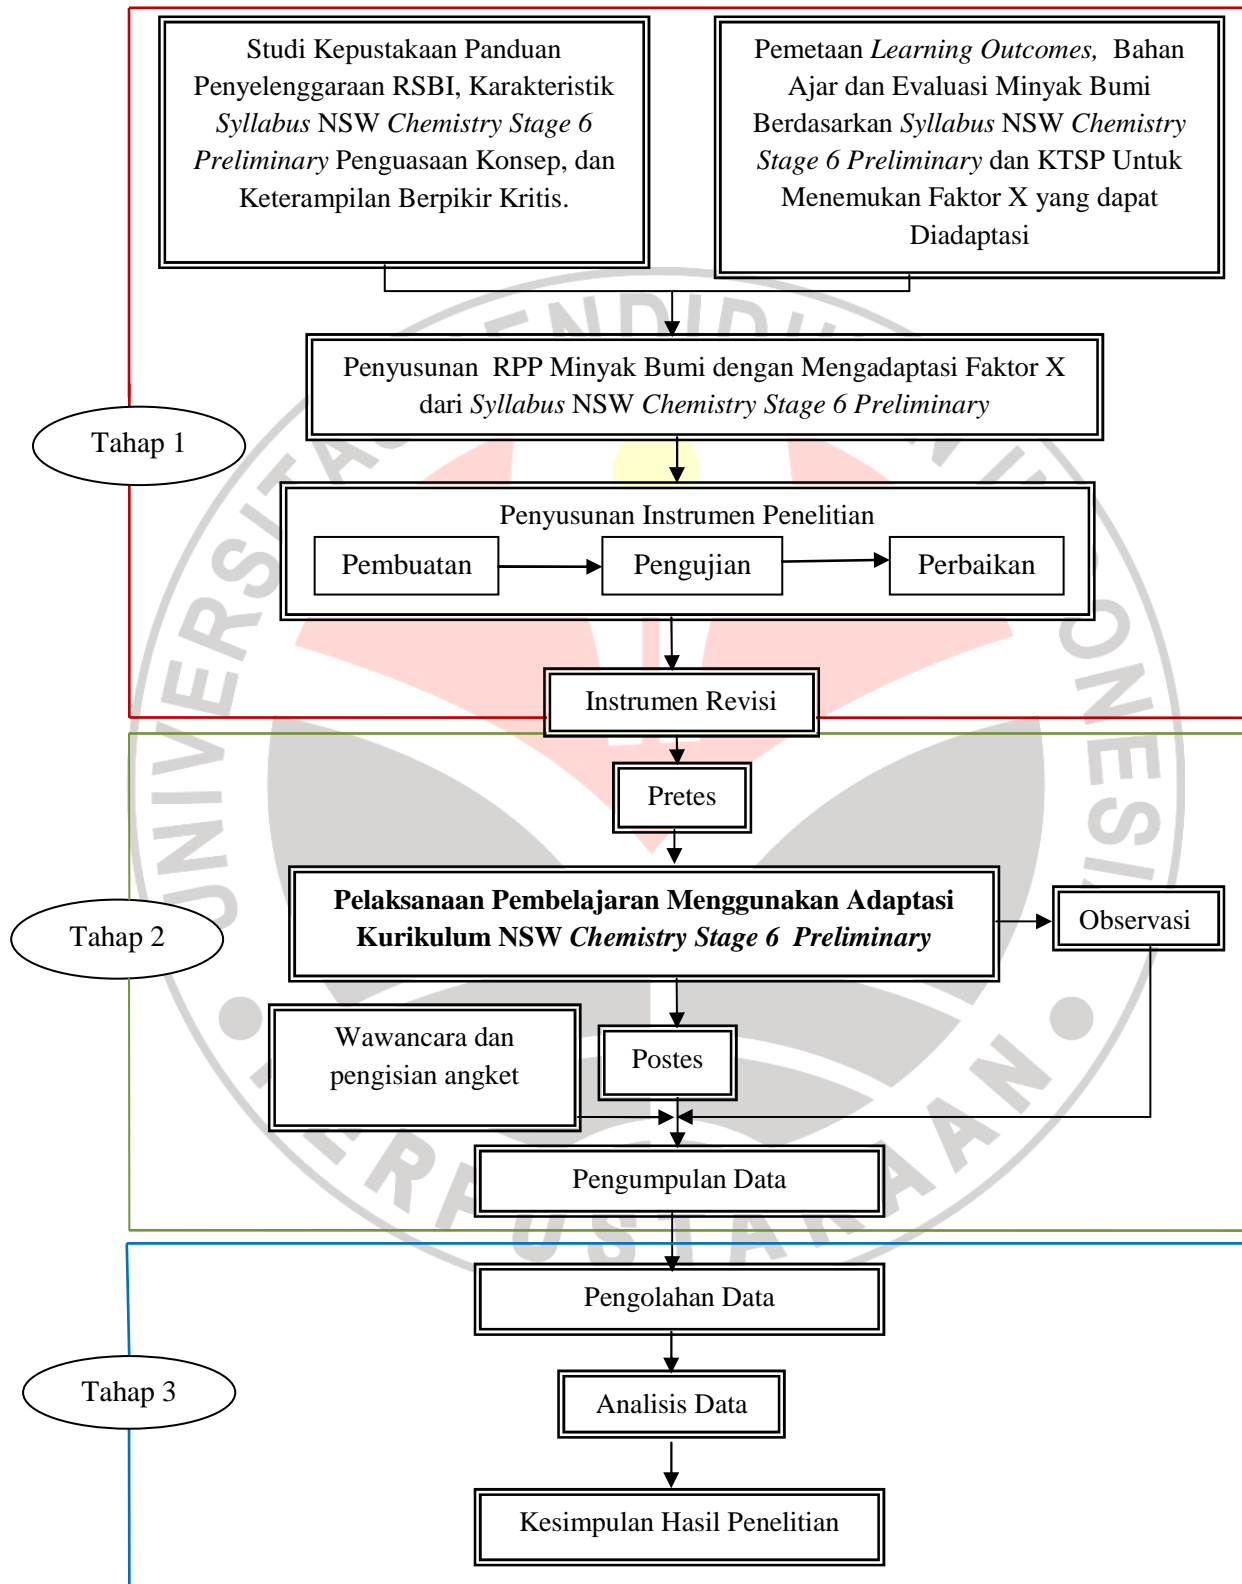 Studi Kepustakaan Panduan
Penyelenggaraan RSBI, Karakteristik
Syllabus NSW Chemistry Stage 6
Preliminary Penguasaan Konsep, dan
Keterampilan Berpikir Kritis.
Pemetaan Learning Outcomes, Bahan
Ajar dan Evaluasi Minyak Bumi
Berdasarkan Syllabus NSW Chemistry
Stage 6 Preliminary dan KTSP Untuk
Menemukan Faktor X yang dapat
Diadaptasi
Penyusunan RPP Minyak Bumi dengan Mengadaptasi Faktor X
dari Syllabus NSW Chemistry Stage 6 Preliminary
Tahap 1
Penyusunan Instrumen Penelitian
Pembuatan
Pengujian
Perbaikan
Instrumen Revisi
Pretes
Pelaksanaan Pembelajaran Menggunakan Adaptasi
Kurikulum NSW Chemistry Stage 6 Preliminary
Observasi
Tahap 2
Wawancara dan
pengisian angket
Postes
Pengumpulan Data
Pengolahan Data
Tahap 3
Analisis Data
Kesimpulan Hasil Penelitian